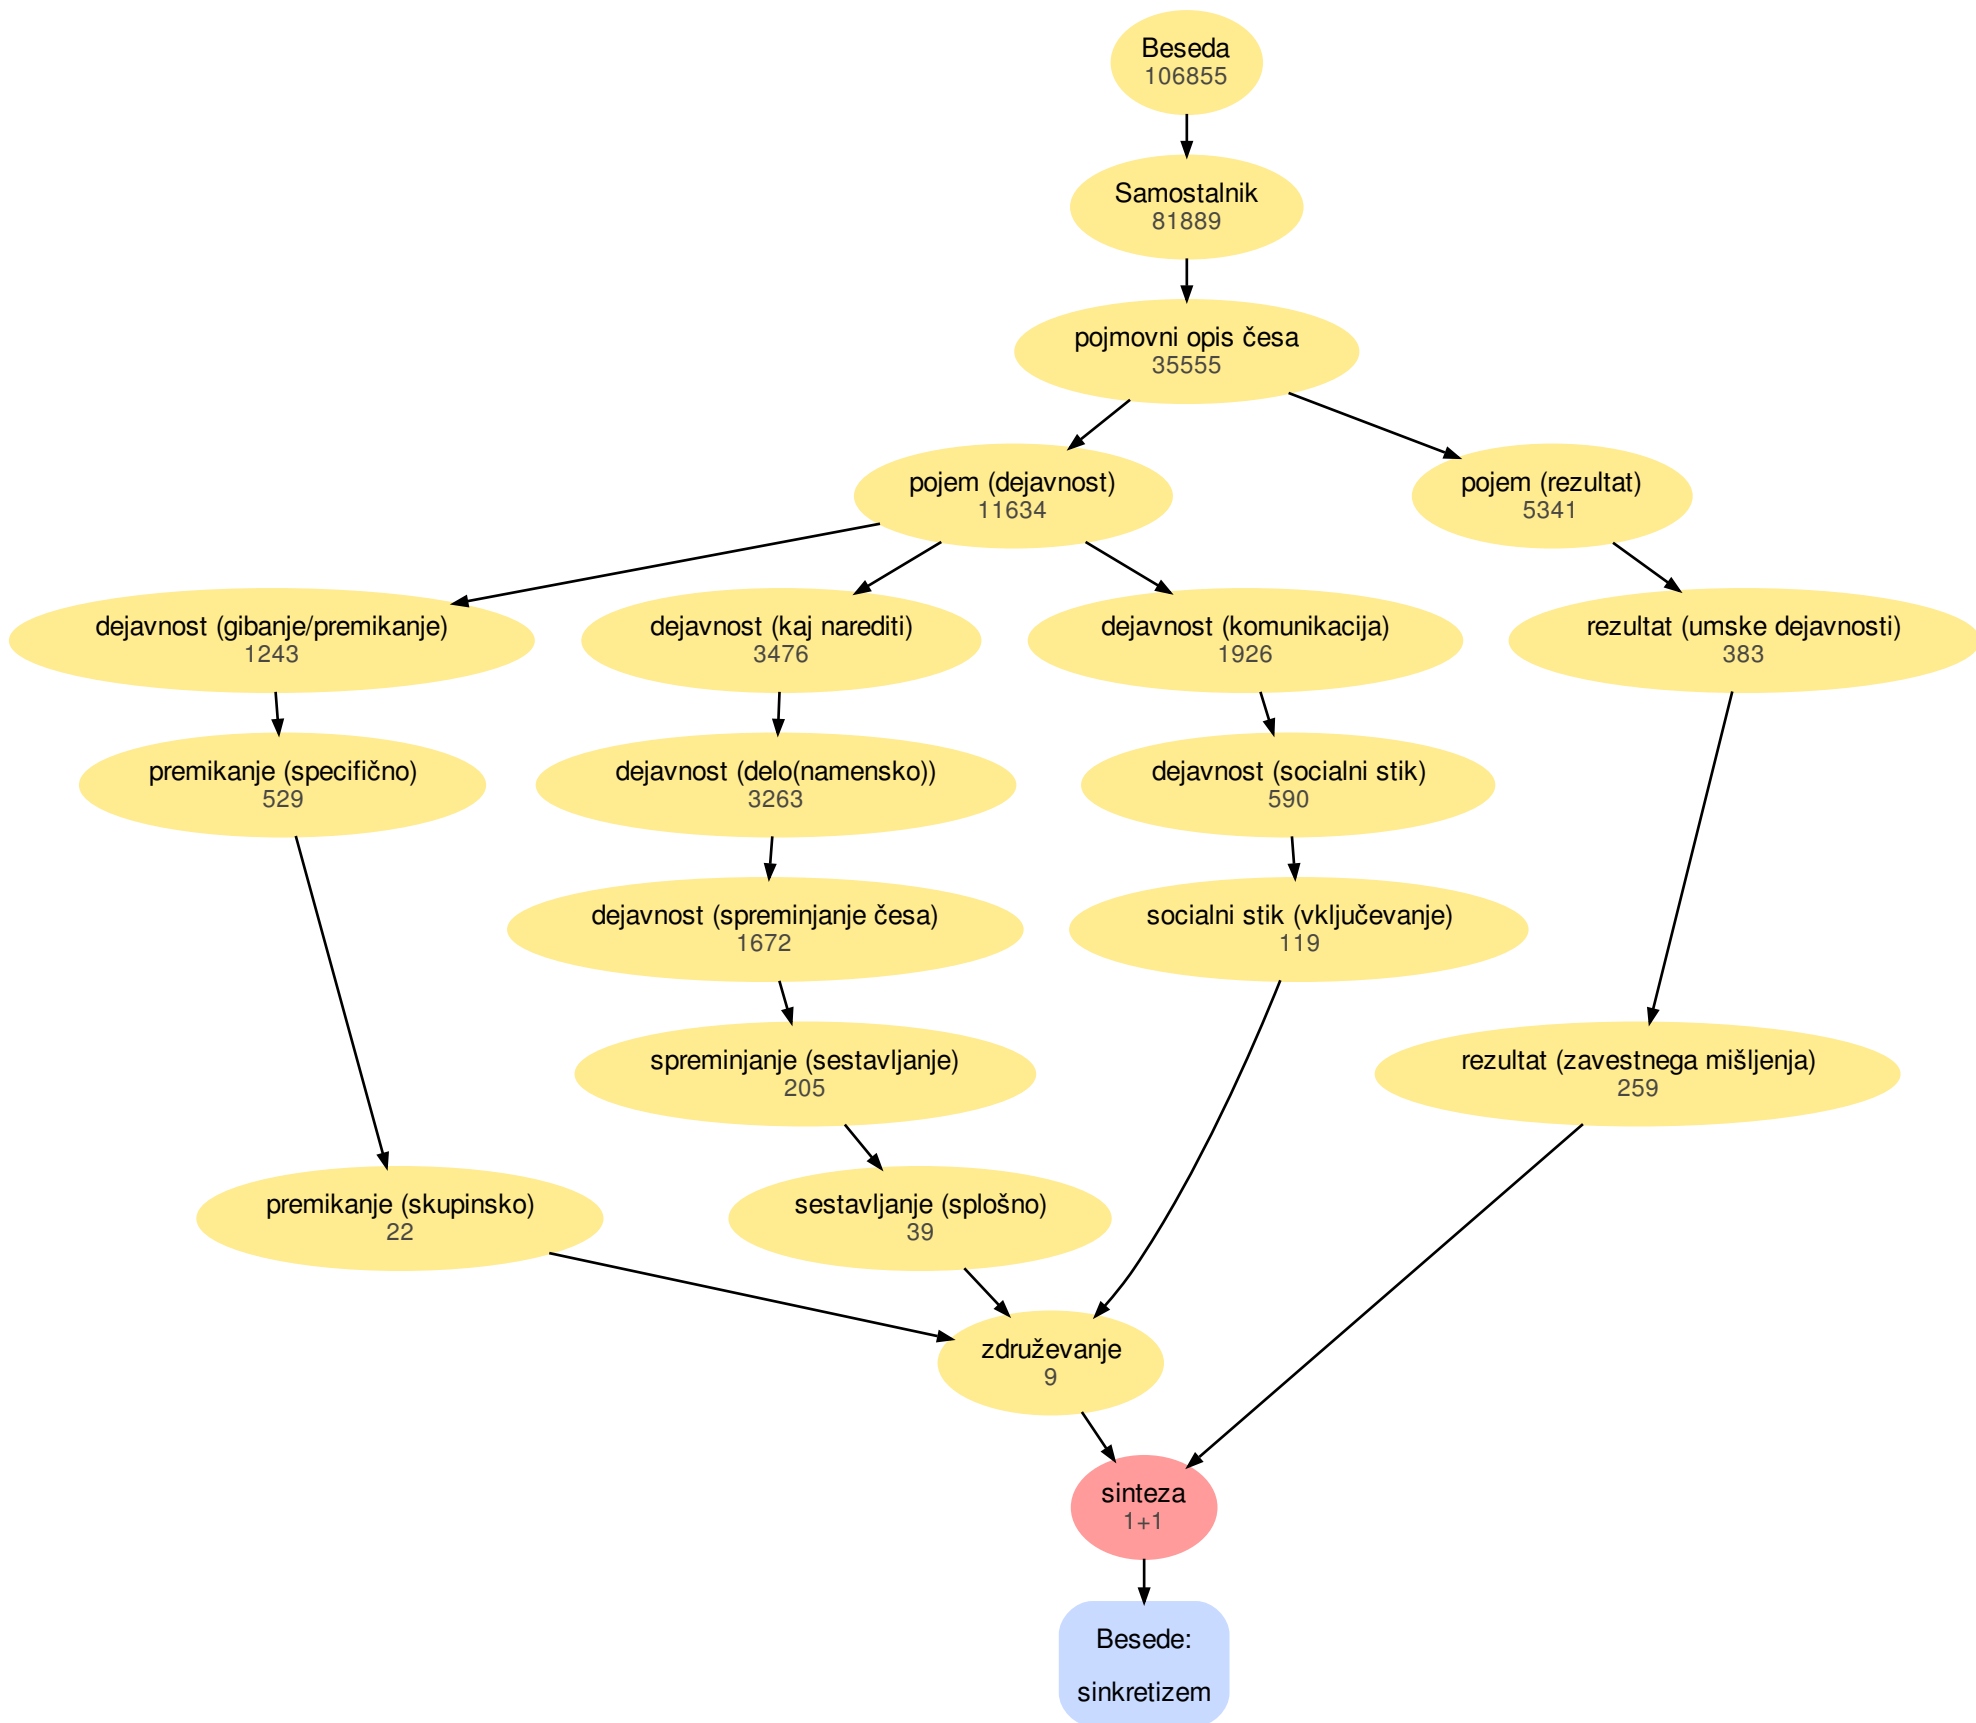 Beseda
106855
Samostalnik
81889
pojmovni opis česa
35555
pojem (dejavnost)
11634
pojem (rezultat)
5341
dejavnost (gibanje/premikanje)
1243
dejavnost (kaj narediti)
3476
dejavnost (komunikacija)
1926
rezultat (umske dejavnosti)
383
premikanje (specifično)
529
dejavnost (delo(namensko))
3263
dejavnost (socialni stik)
590
dejavnost (spreminjanje česa)
1672
socialni stik (vključevanje)
119
spreminjanje (sestavljanje)
205
rezultat (zavestnega mišljenja)
259
premikanje (skupinsko)
22
sestavljanje (splošno)
39
združevanje
9
sinteza
1+1
Besede:
sinkretizem